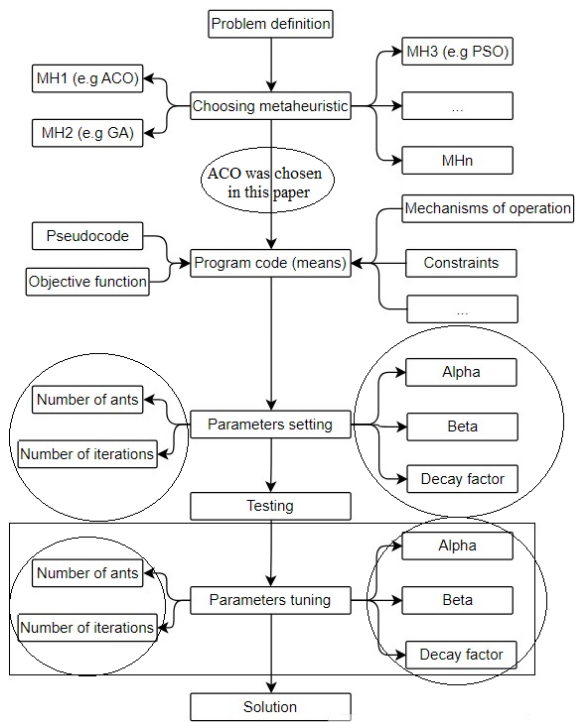 Problem definition
MH1 (e.g ACO)
MH2 (e.g GA)
Choosing metaheuristic
MH3 (e.g PSO)
...
MHn
ACO was chosen
in this paper
Pseudocode
Objective function
Program code (means)
Mechanisms of operation
Constraints
...
Number of ants
Number of iterations
Parameters setting
Alpha
Beta
Decay factor
Testing
Number of ants
Number of iterations
Parameters tuning
Alpha
Beta
Decay factor
Solution